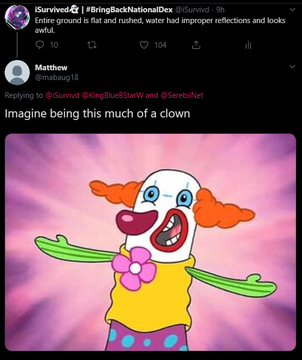 iSurvived | #BringBackNationalDex @iSurvivd · 9h
Entire ground is flat and rushed, water had improper reflections and looks
awful.
10 104
Matthew
@mabaug18
Replying to @iSurvivd @KingBlue8StarW and @SerebiiNet
Imagine being this much of a clown